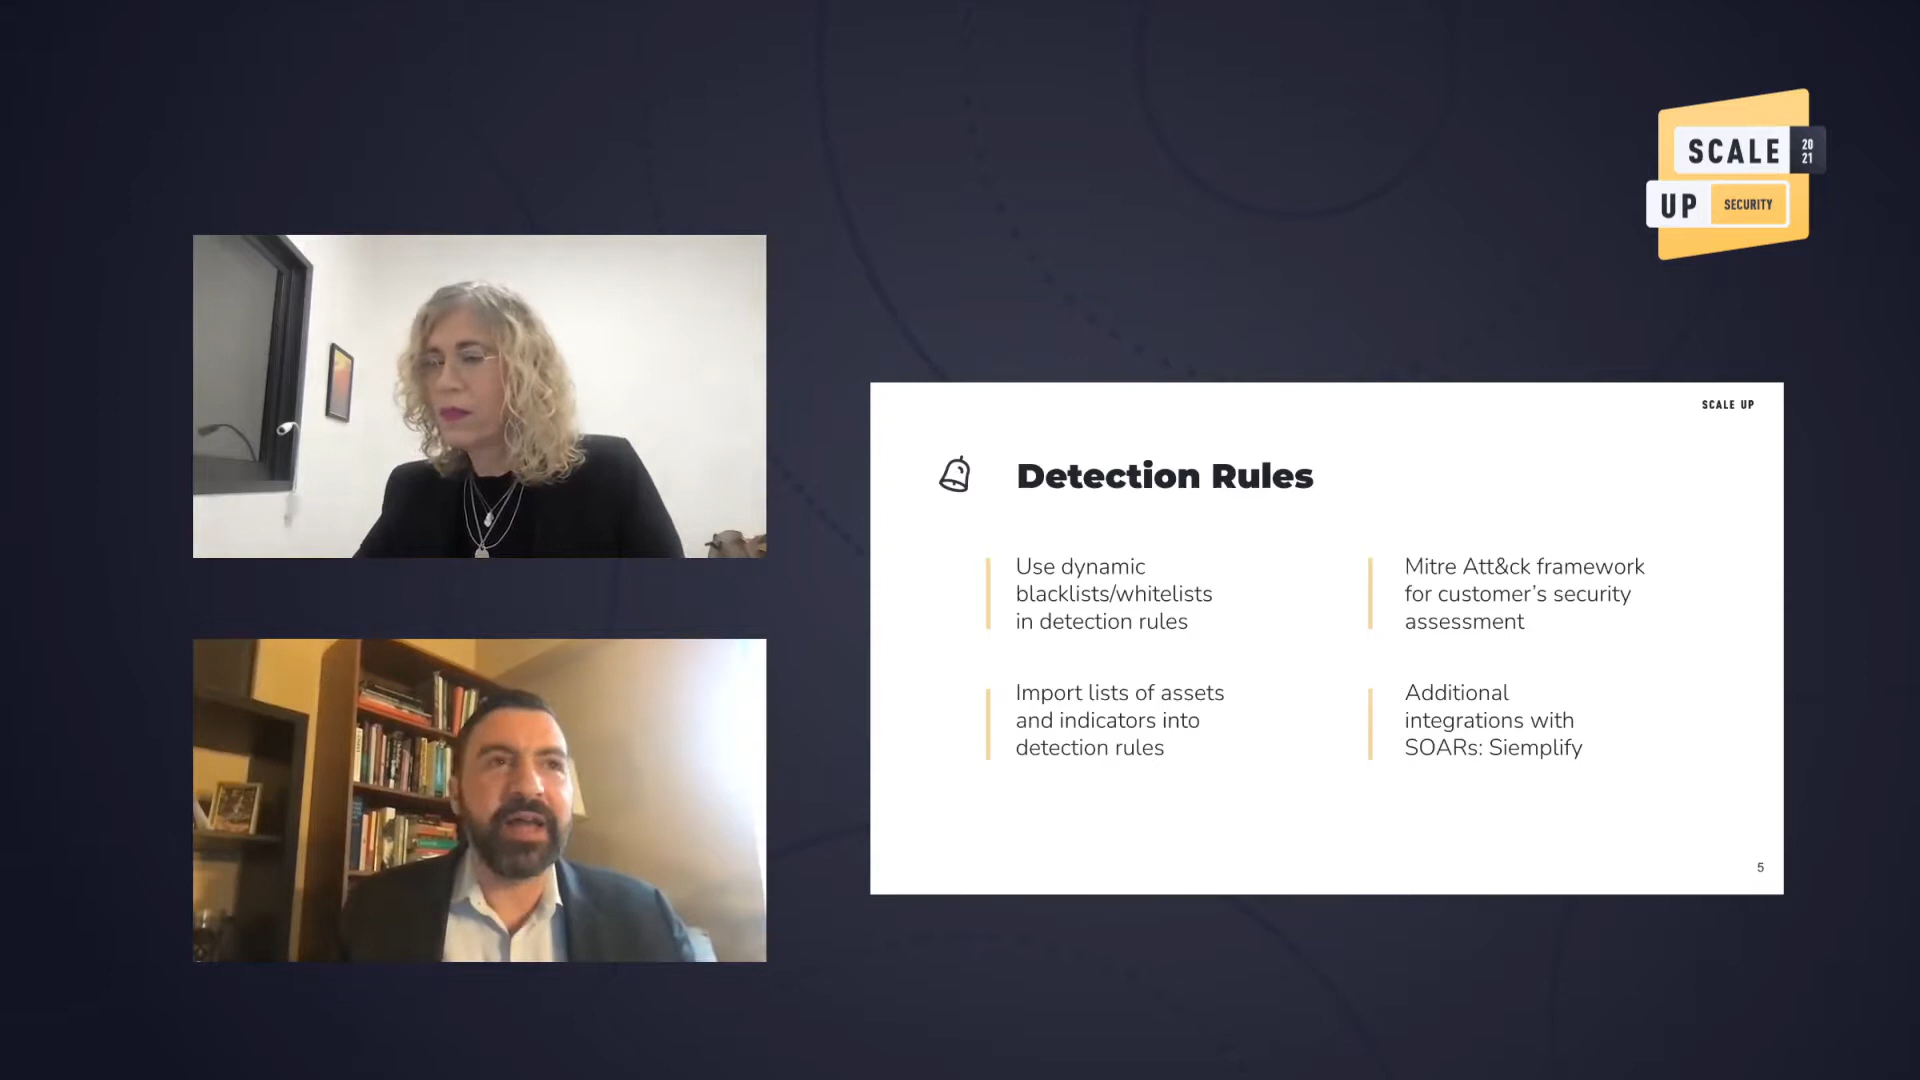 SCALE
20
21
UP
SECURITY
SCALE UP
Detection Rules
Use dynamic
blacklists/whitelists
in detection rules
Mitre Att&ck framework
for customer’s security
assessment
Import lists of assets
and indicators into
detection rules
Additional
integrations with
SOARs: Siemplify
5